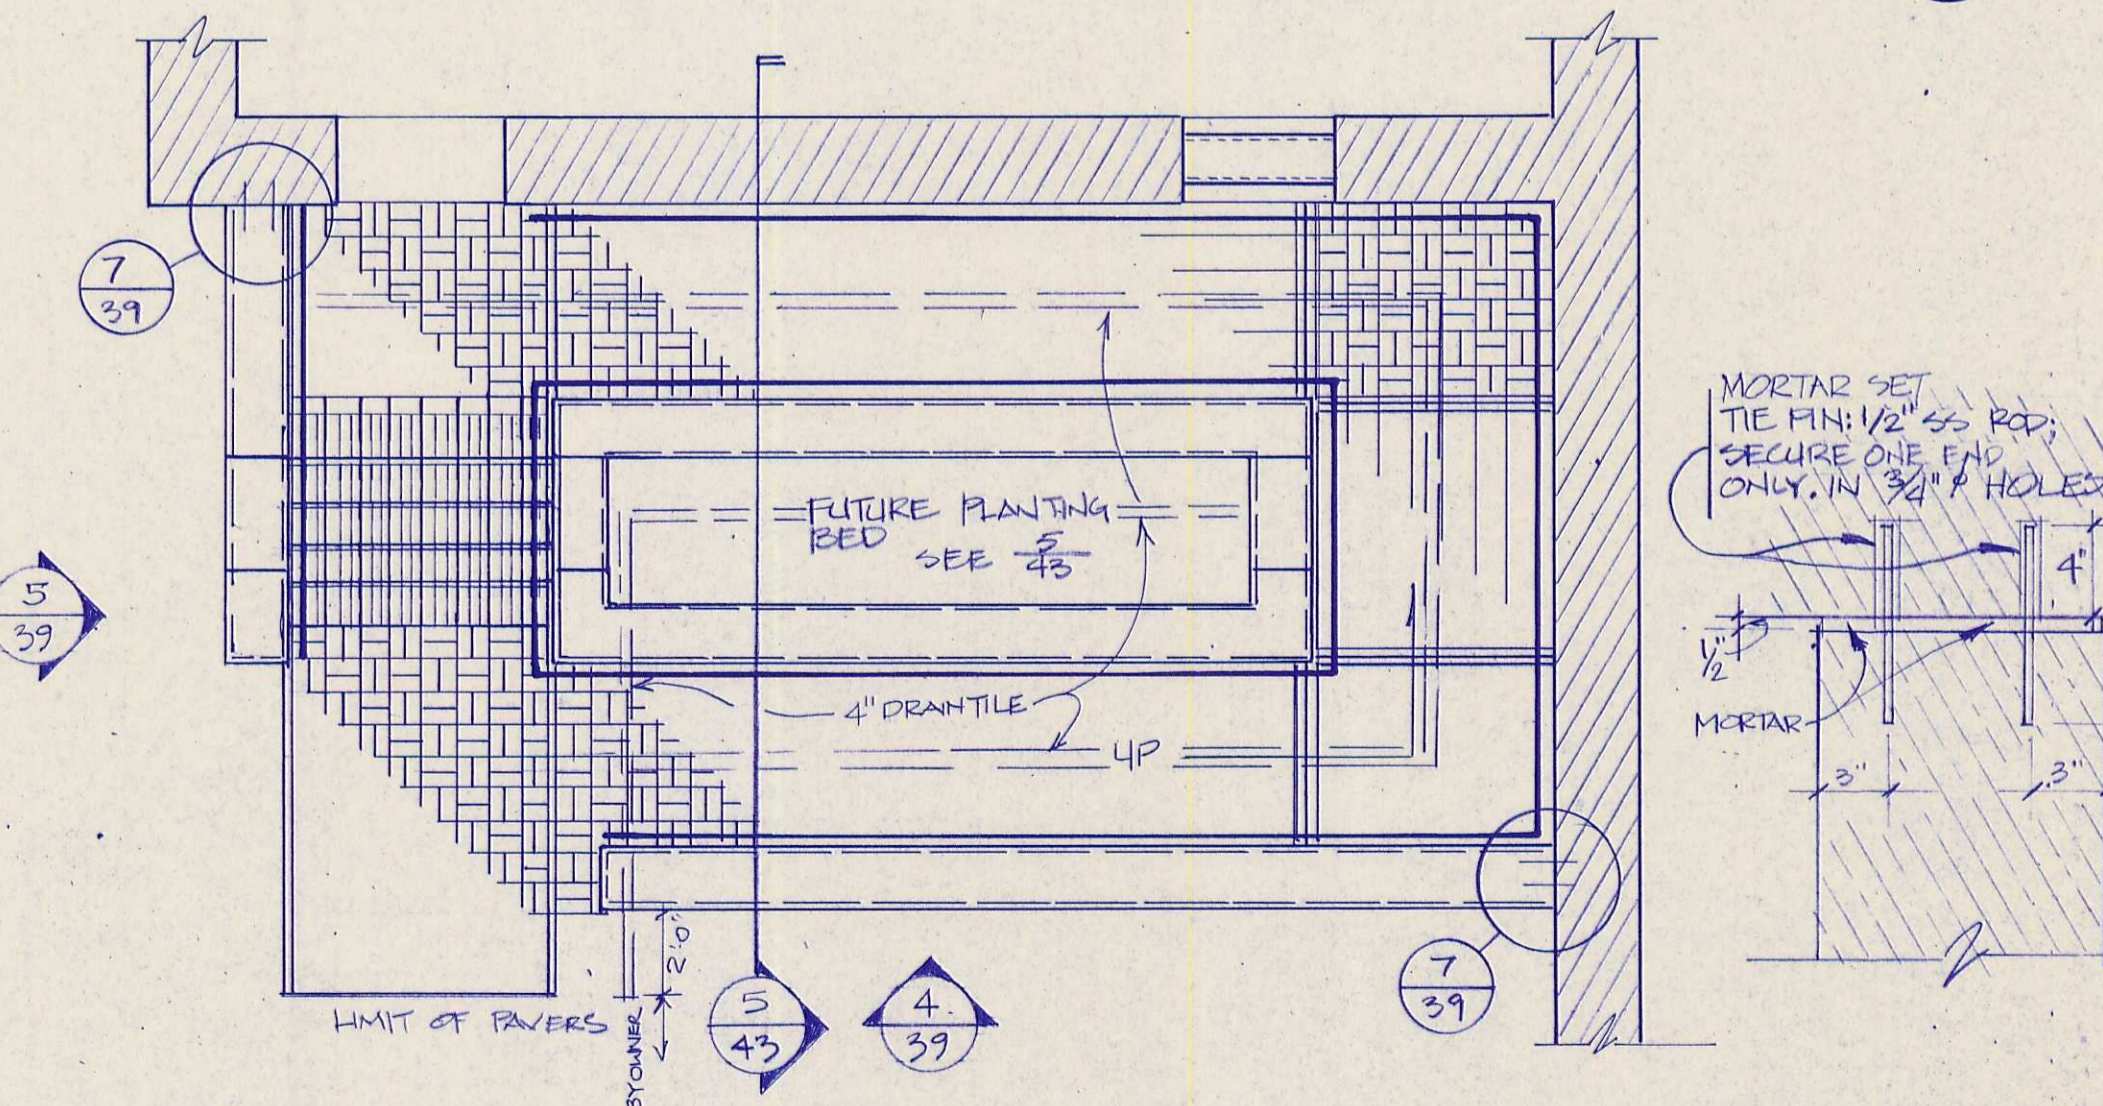 7
39
MORTAR SET
TIE PIN: 1/2" SS ROD;
SECURE ONE END
ONLY. IN 3/4" φ HOLES
FUTURE PLANTING
BED
SEE 5/43
4"
5
39
1/2"
4" DRAINTILE
MORTAR
UP
3"
3"
2'0"
7
39
LIMIT OF PAVERS
BY OWNER
5
43
4
39